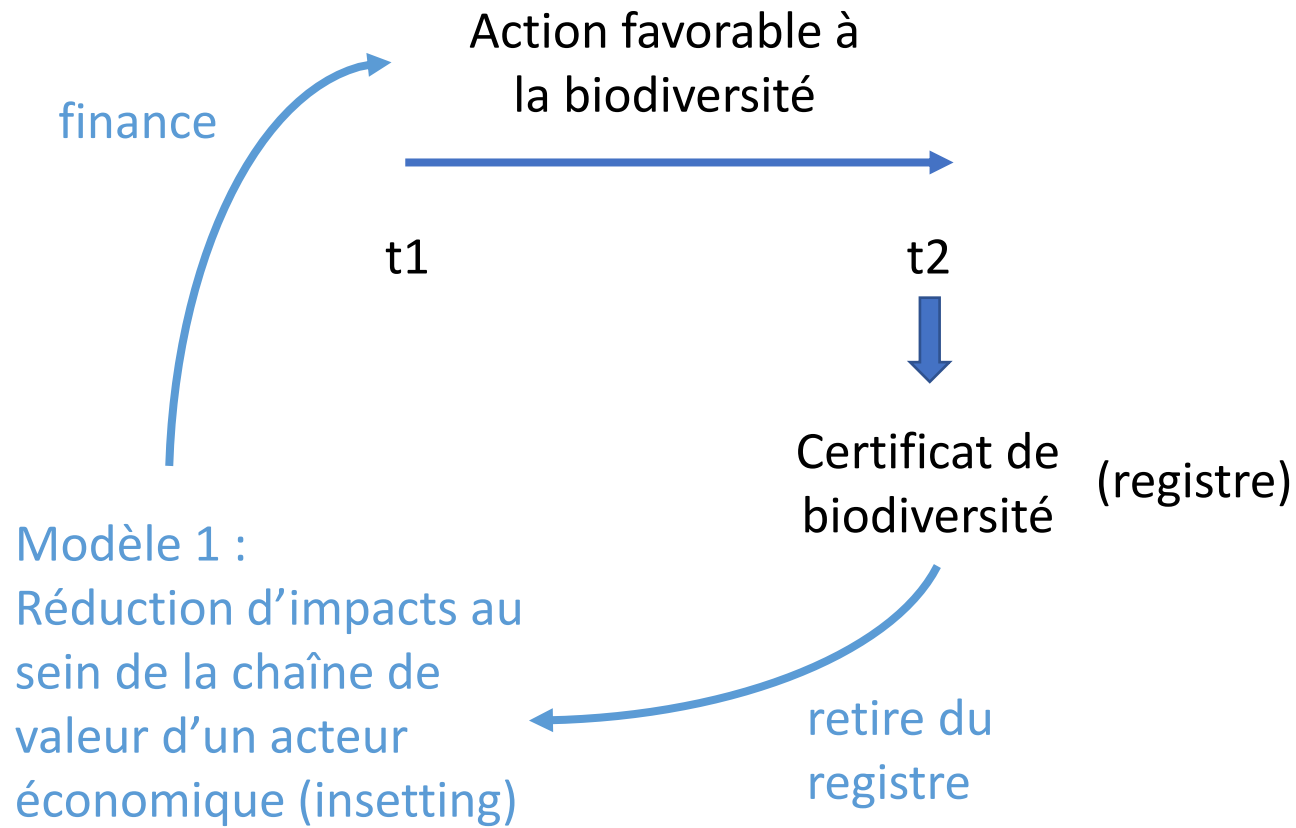 Action favorable à
la biodiversité
finance
t1
t2
Certificat de
biodiversité
(registre)
Modèle 1 :
Réduction d’impacts au
sein de la chaîne de
valeur d’un acteur
économique (insetting)
retire du
registre